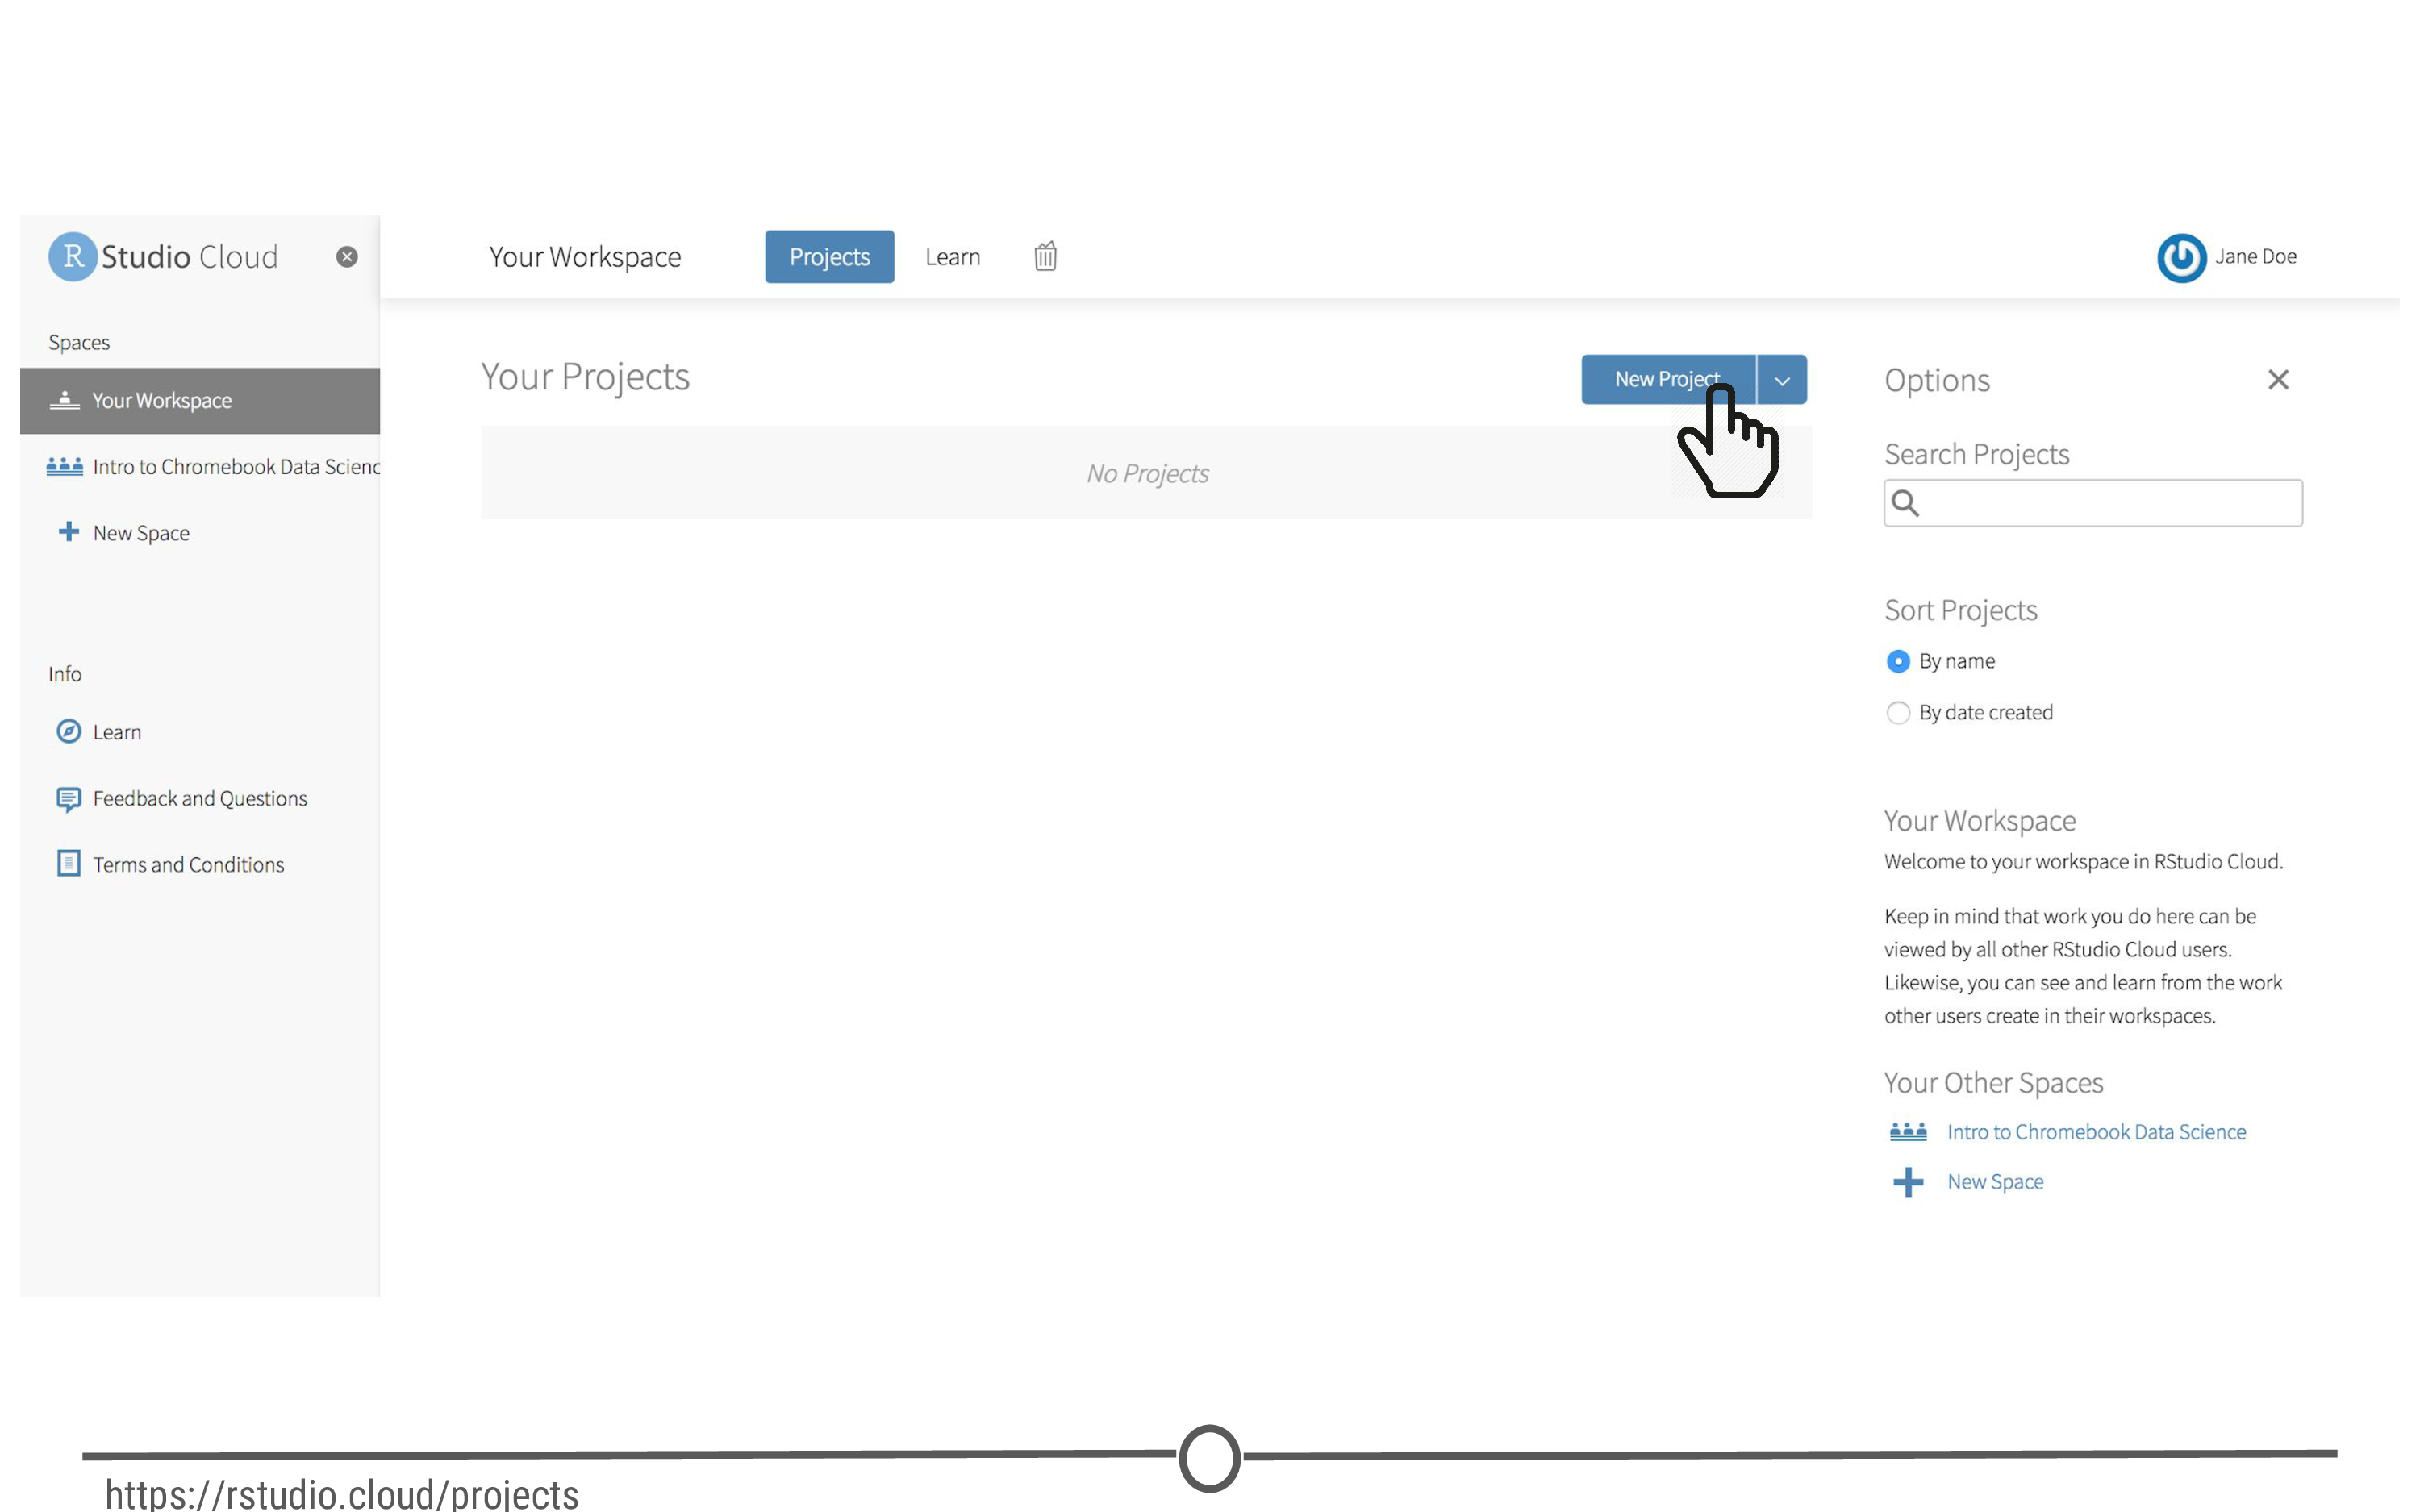 R Studio Cloud
Your Workspace
Projects
Learn
Jane Doe
Spaces
Your Workspace
Intro to Chromebook Data Scienc
New Space
Info
Learn
Feedback and Questions
Terms and Conditions
Your Projects
New Project
No Projects
Options
Search Projects
Sort Projects
By name
By date created
Your Workspace
Welcome to your workspace in RStudio Cloud.
Keep in mind that work you do here can be
viewed by all other RStudio Cloud users.
Likewise, you can see and learn from the work
other users create in their workspaces.
Your Other Spaces
Intro to Chromebook Data Science
New Space
https://rstudio.cloud/projects